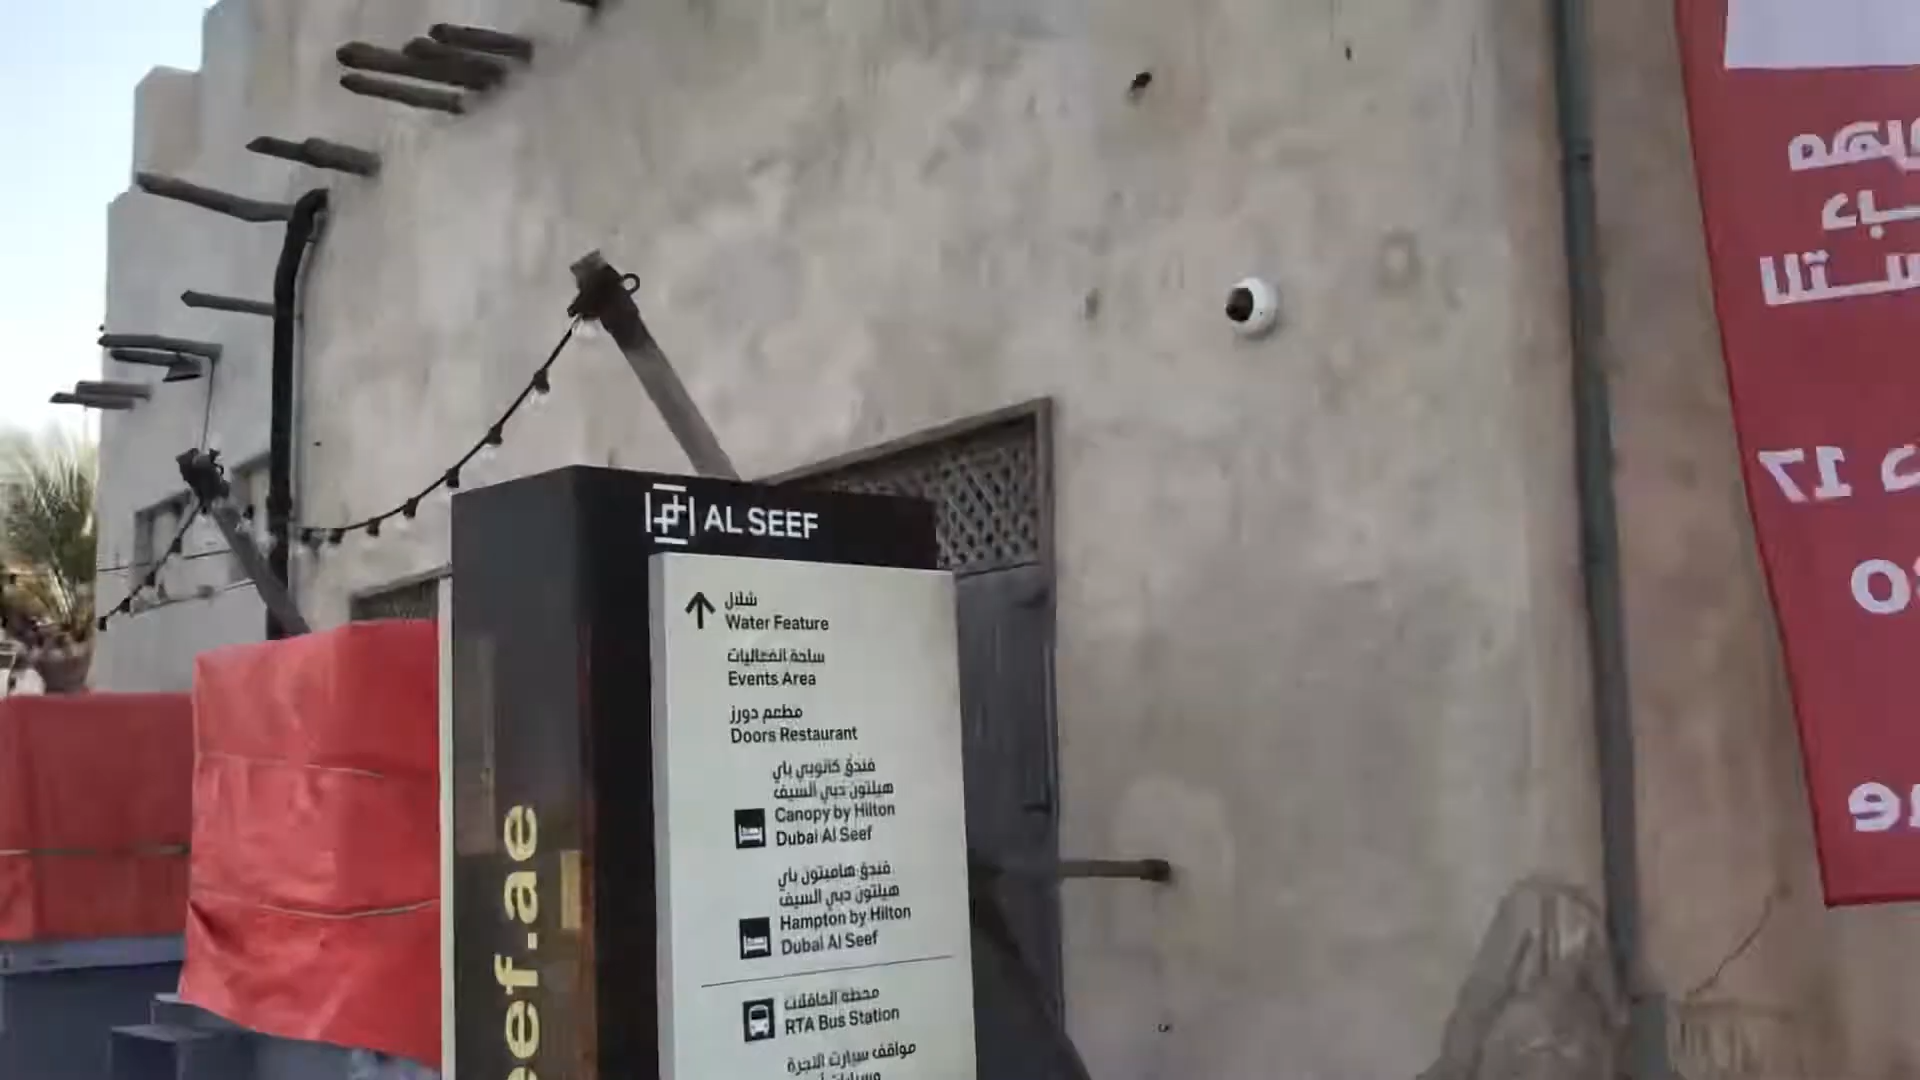 AL SEEF
شلال
Water Feature
ساحة الفعاليات
Events Area
مطعم دورز
Doors Restaurant
فندق كانوبي باي
هيلتون دبي السيف
Canopy by Hilton
Dubai Al Seef
فندق هامبتون باي
هيلتون دبي السيف
Hampton by Hilton
Dubai Al Seef
محطة الحافلات
RTA Bus Station
مواقف سيارت الأجرة
eef.ae
17